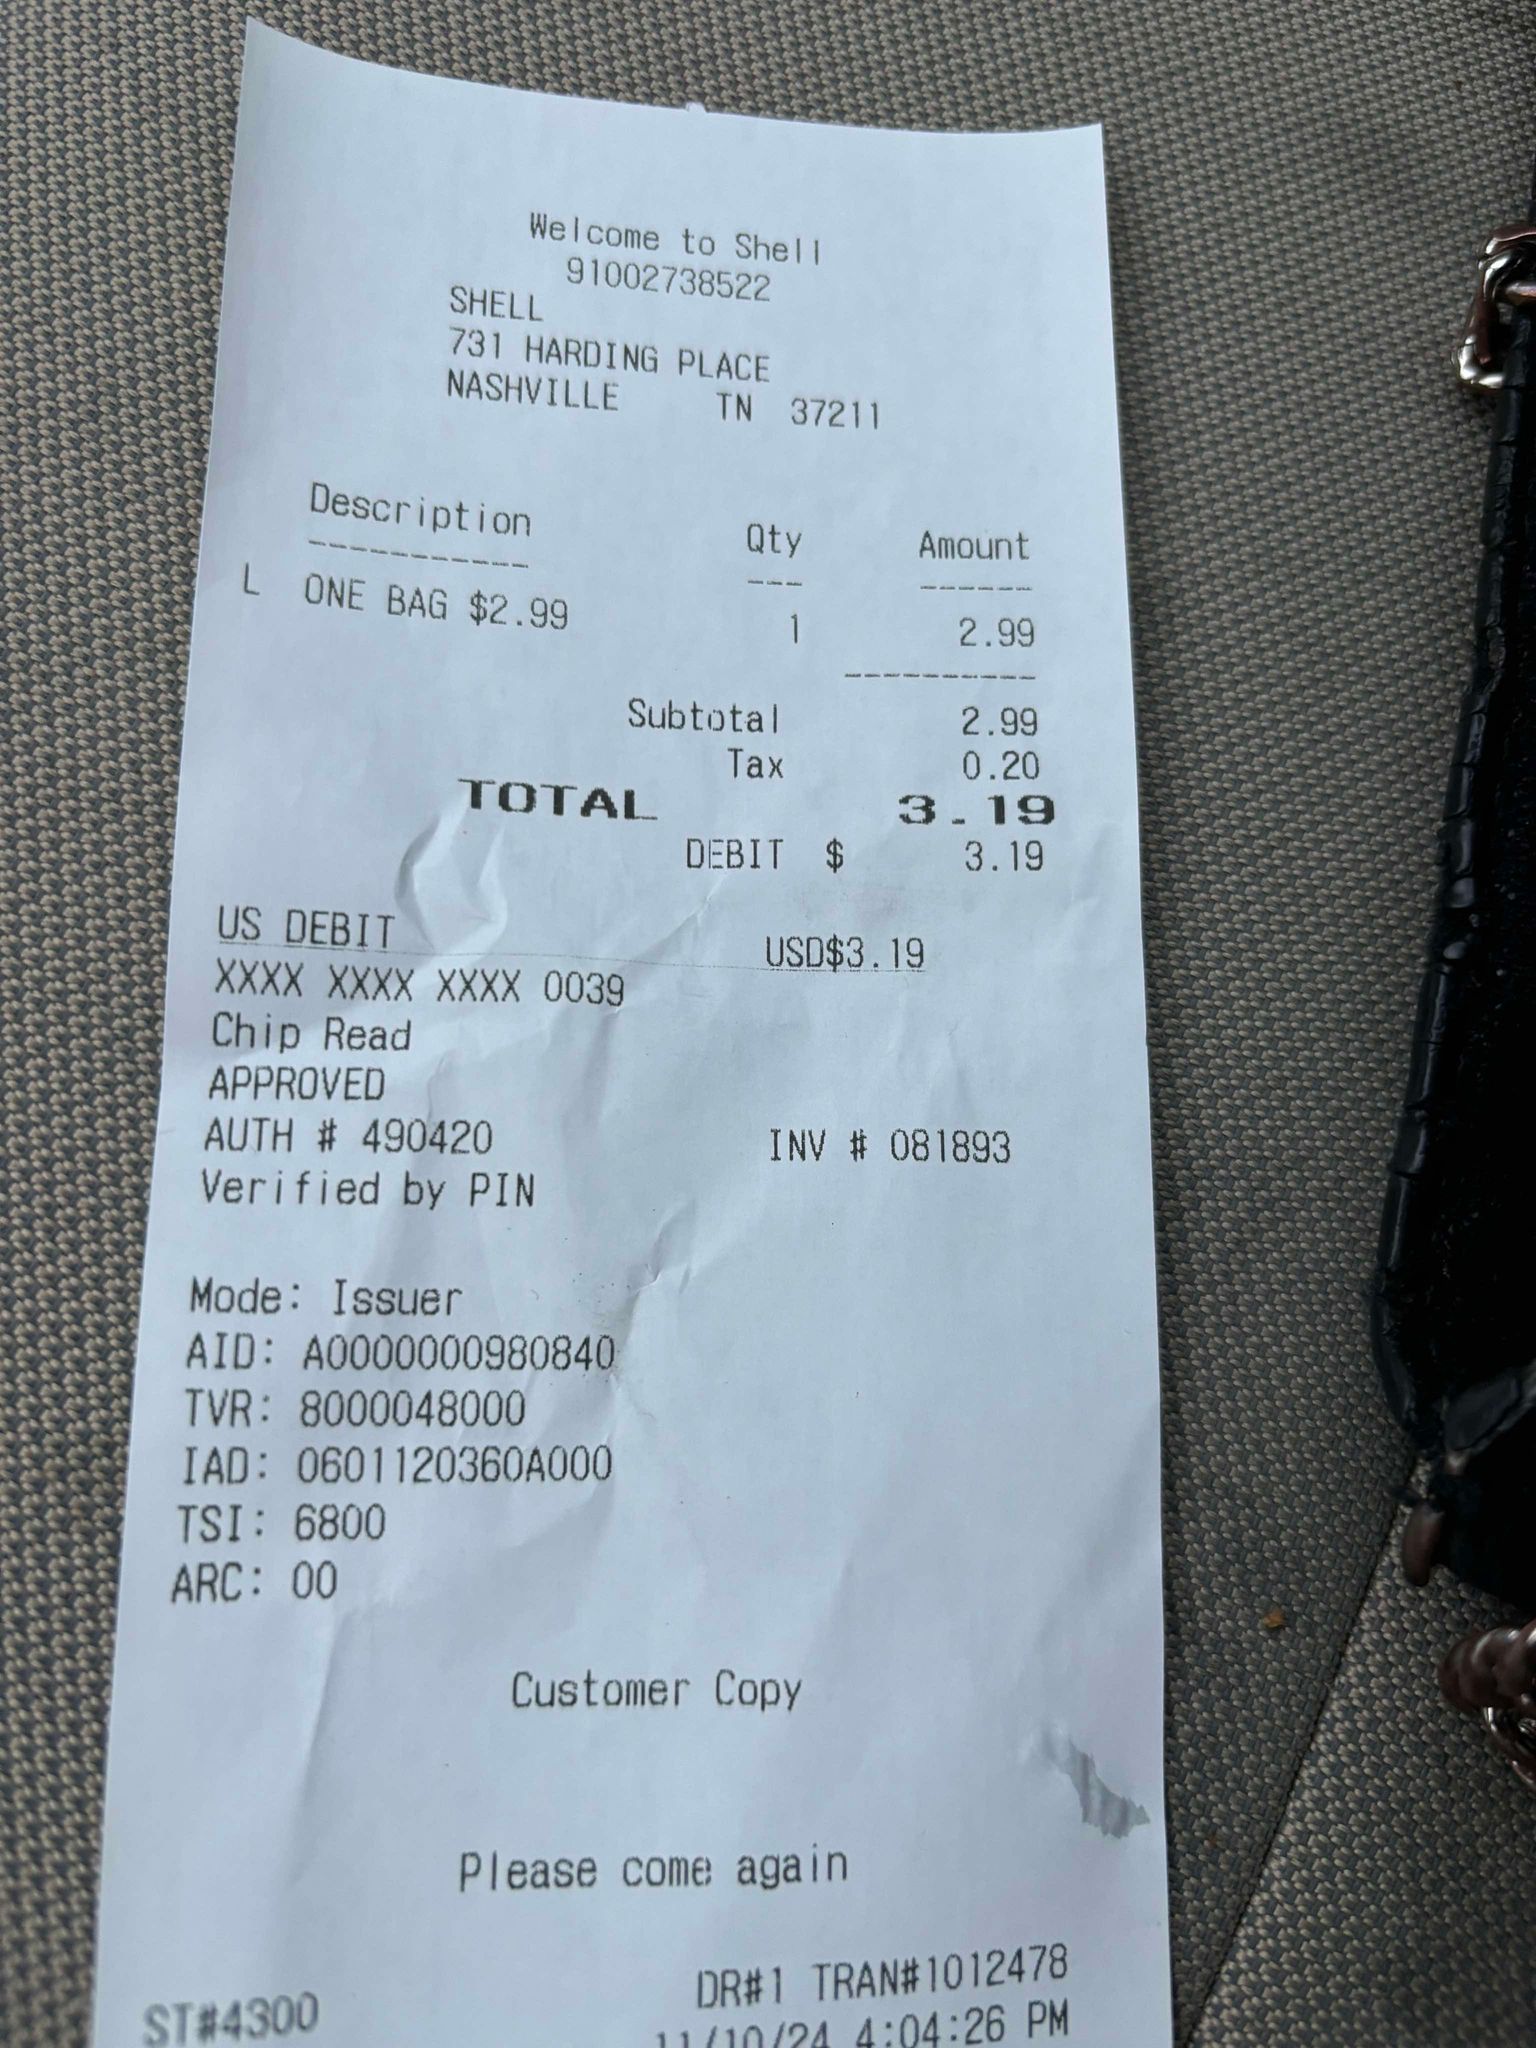 Welcome to Shell
91002738522
SHELL
731 HARDING PLACE
NASHVILLE TN 37211
Description Qty Amount
----------- --- ------
L ONE BAG $2.99 1 2.99
----------
Subtotal 2.99
Tax 0.20
TOTAL 3.19
DEBIT $ 3.19
US DEBIT USD$3.19
XXXX XXXX XXXX 0039
Chip Read
APPROVED
AUTH # 490420 INV # 081893
Verified by PIN
Mode: Issuer
AID: A0000000980840
TVR: 8000048000
IAD: 0601120360A000
TSI: 6800
ARC: 00
Customer Copy
Please come again
DR#1 TRAN#1012478
ST#4300 11/10/24 4:04:26 PM